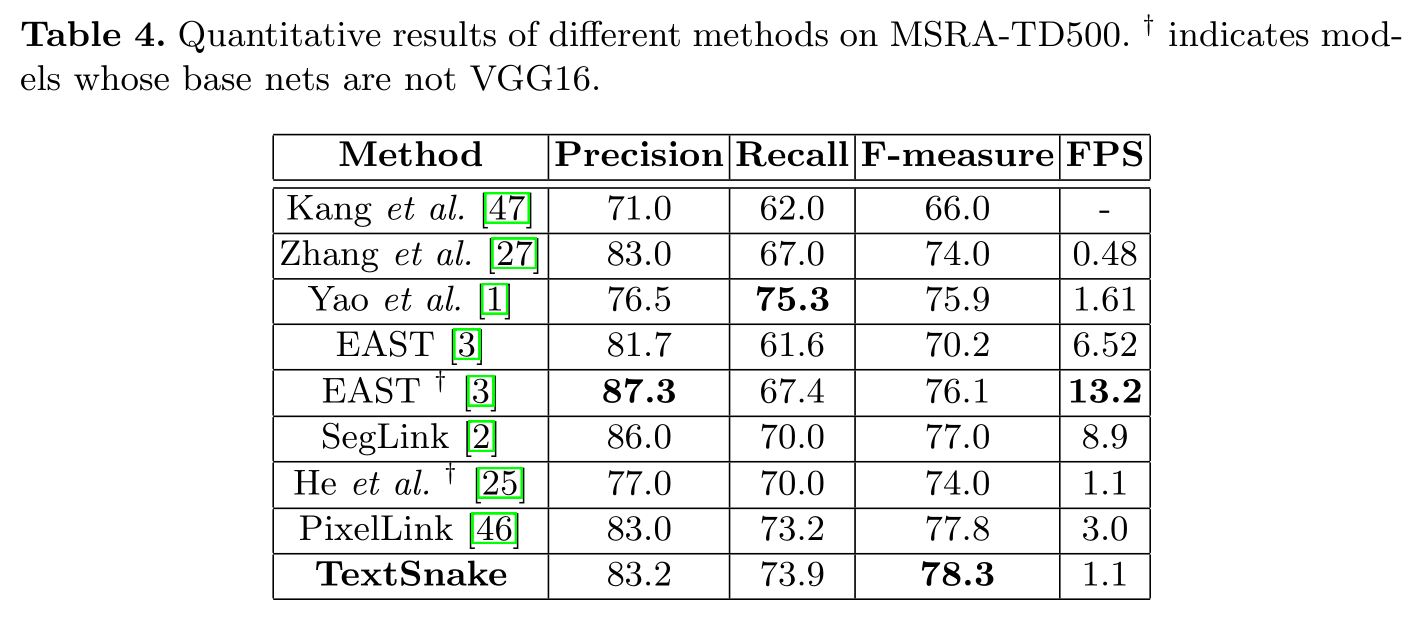 Table 4. Quantitative results of different methods on MSRA-TD500. † indicates mod-
els whose base nets are not VGG16.
Method Precision Recall F-measure FPS
Kang et al. [47] 71.0 62.0 66.0 -
Zhang et al. [27] 83.0 67.0 74.0 0.48
Yao et al. [1] 76.5 75.3 75.9 1.61
EAST [3] 81.7 61.6 70.2 6.52
EAST † [3] 87.3 67.4 76.1 13.2
SegLink [2] 86.0 70.0 77.0 8.9
He et al. † [25] 77.0 70.0 74.0 1.1
PixelLink [46] 83.0 73.2 77.8 3.0
TextSnake 83.2 73.9 78.3 1.1